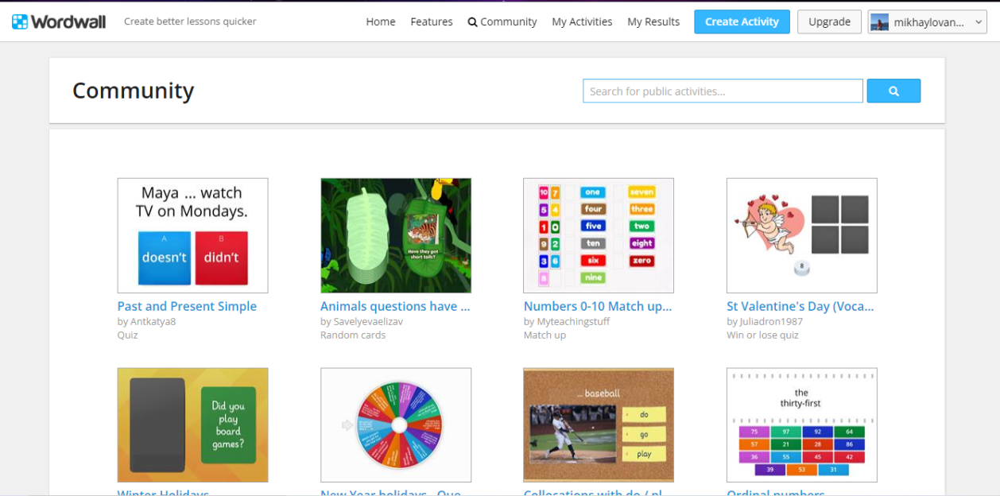 Wordwall
Create better lessons quicker
Home
Features
Community
My Activities
My Results
Create Activity
Upgrade
mikhaylovan...
Community
Search for public activities...
Maya ... watch
TV on Mondays.
A
B
doesn't
didn't
Past and Present Simple
by Antkatya8
Quiz
Have they got
short tails?
Animals questions have ...
by Savelyevaelizav
Random cards
10 7 one seven
5 4 four three
1 0 five two
9 2 ten eight
3 6 six zero
8 nine
Numbers 0-10 Match up...
by Myteachingstuff
Match up
8
St Valentine's Day (Voca...
by Juliadron1987
Win or lose quiz
Did you
play
board
games?
Winter Holidays
New Year holidays - Que...
... baseball
do
go
play
Collocations with do / pl...
the
thirty-first
75 97 92 64
57 21 28 86
36 55 45 42
39 53 31
Ordinal numbers